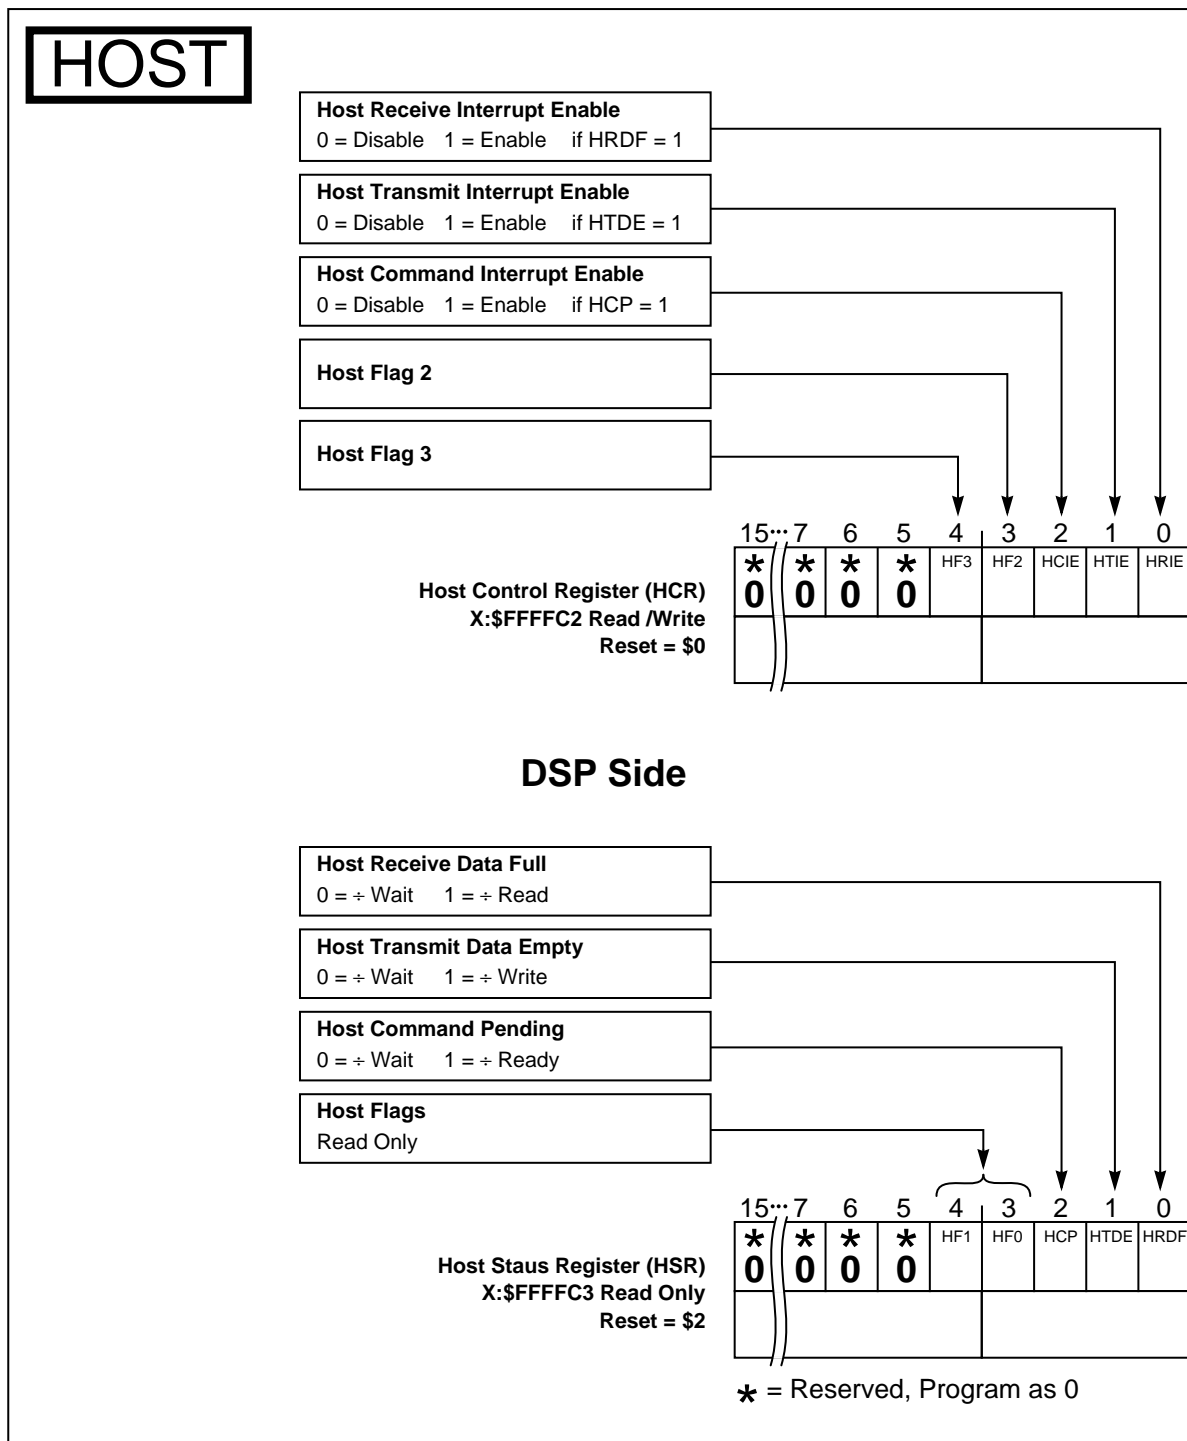 HOST
Host Receive Interrupt Enable
0 = Disable 1 = Enable if HRDF = 1
Host Transmit Interrupt Enable
0 = Disable 1 = Enable if HTDE = 1
Host Command Interrupt Enable
0 = Disable 1 = Enable if HCP = 1
Host Flag 2
Host Flag 3
15 ··· 7 6 5 4 3 2 1 0
* * * * HF3 HF2 HCIE HTIE HRIE
0 0 0 0
Host Control Register (HCR)
X:$FFFFC2 Read /Write
Reset = $0
DSP Side
Host Receive Data Full
0 = ÷ Wait 1 = ÷ Read
Host Transmit Data Empty
0 = ÷ Wait 1 = ÷ Write
Host Command Pending
0 = ÷ Wait 1 = ÷ Ready
Host Flags
Read Only
15 ··· 7 6 5 4 3 2 1 0
* * * * HF1 HF0 HCP HTDE HRDF
0 0 0 0
Host Staus Register (HSR)
X:$FFFFC3 Read Only
Reset = $2
* = Reserved, Program as 0